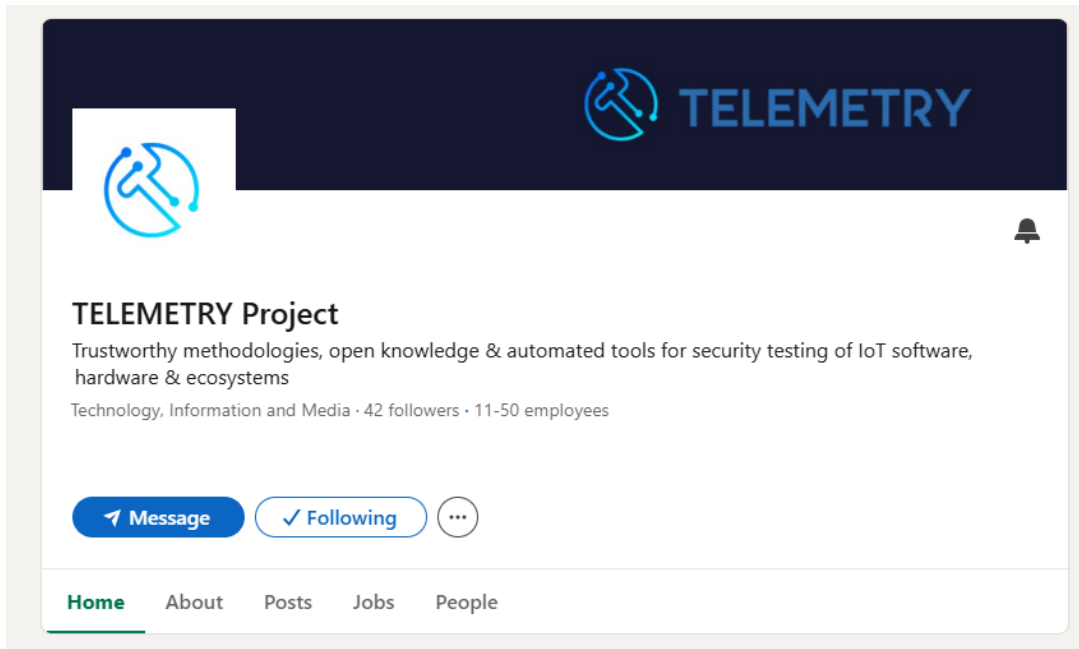 TELEMETRY
TELEMETRY Project
Trustworthy methodologies, open knowledge & automated tools for security testing of IoT software,
hardware & ecosystems
Technology, Information and Media · 42 followers · 11-50 employees
Message
Following
Home
About
Posts
Jobs
People